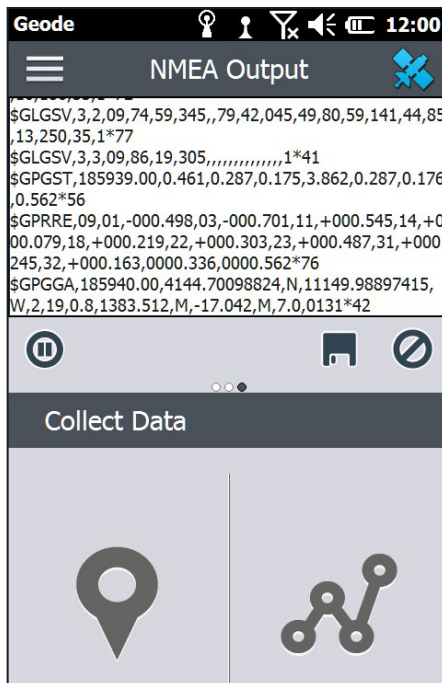 Geode
12:00
NMEA Output
,10,186,35,1*72
$GLGSV,3,2,09,74,59,345,,79,42,045,49,80,59,141,44,85
,13,250,35,1*77
$GLGSV,3,3,09,86,19,305,,,,,,,,,,,,,,1*41
$GPGST,185939.00,0.461,0.287,0.175,3.862,0.287,0.176
,0.562*56
$GPRRE,09,01,-000.498,03,-000.701,11,+000.545,14,+0
00.079,18,+000.219,22,+000.303,23,+000.487,31,+000.
245,32,+000.163,0000.336,0000.562*76
$GPGGA,185940.00,4144.70098824,N,11149.98897415,
W,2,19,0.8,1383.512,M,-17.042,M,7.0,0131*42
Collect Data